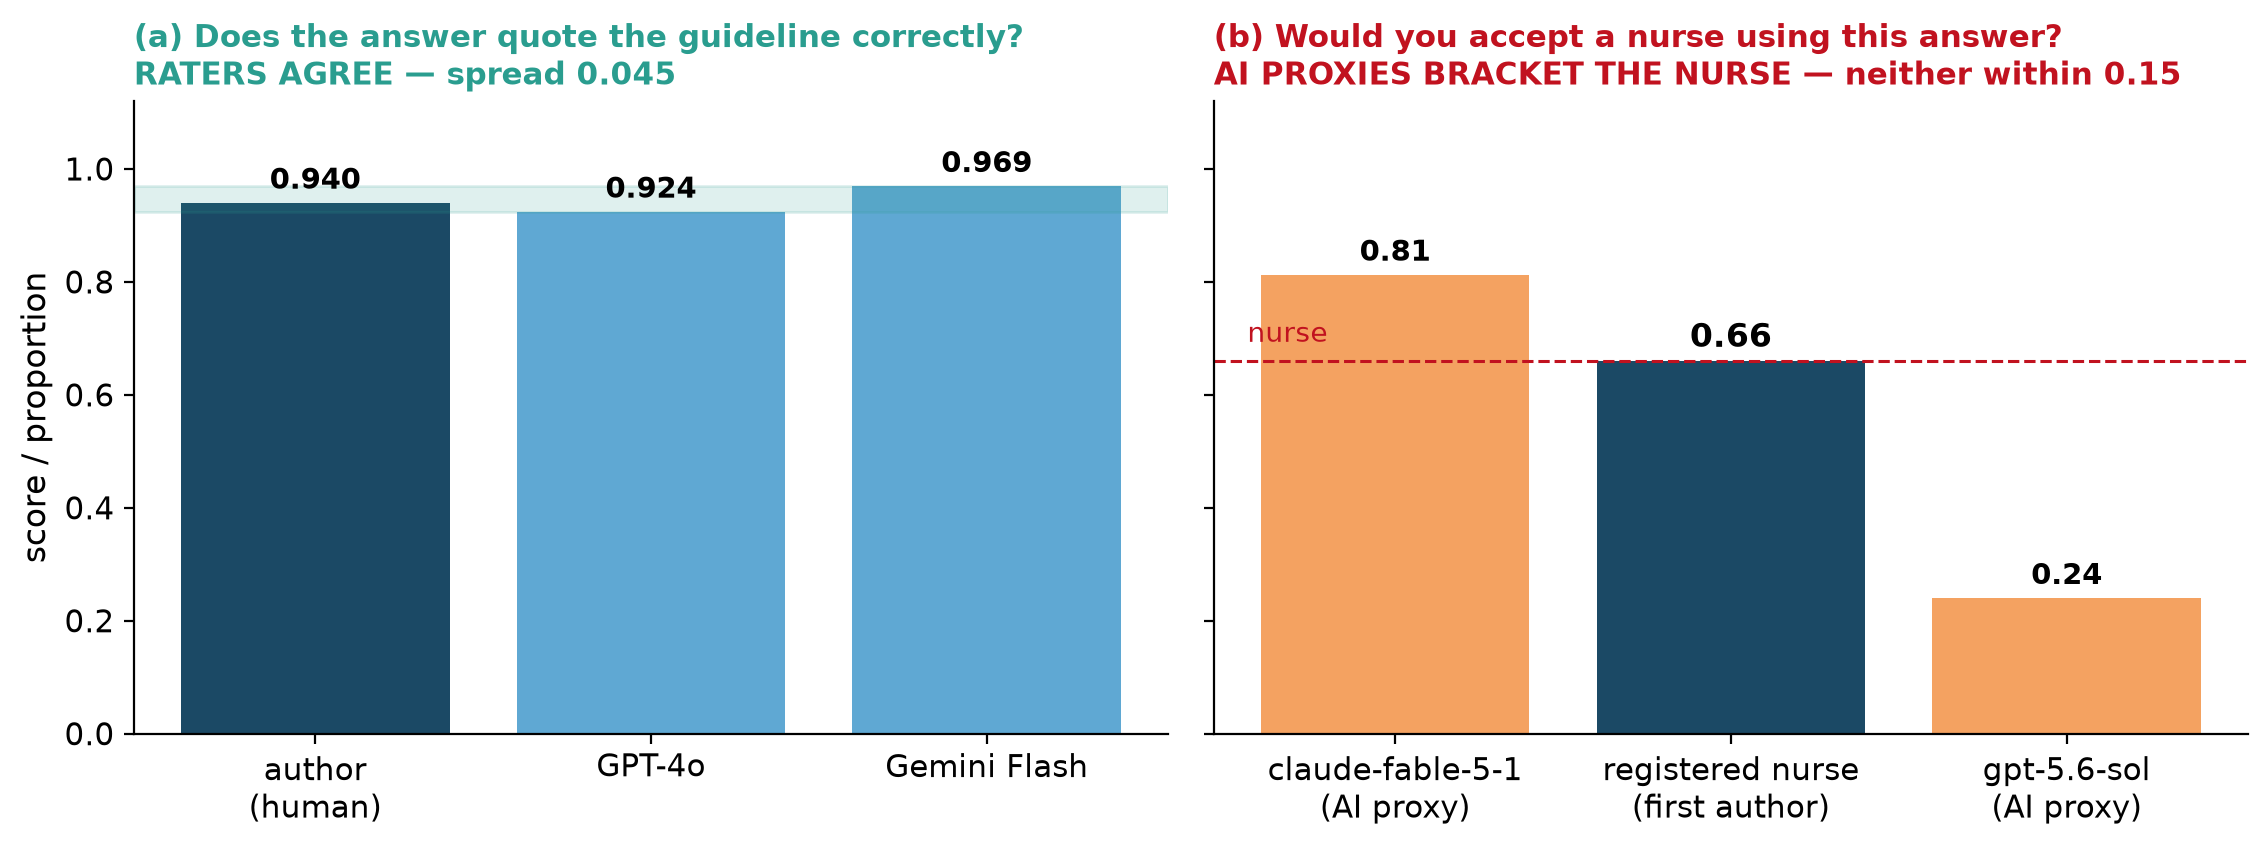 (a) Does the answer quote the guideline correctly?
RATERS AGREE — spread 0.045
score / proportion
1.0
0.8
0.6
0.4
0.2
0.0
0.940
0.924
0.969
author
(human)
GPT-4o
Gemini Flash
(b) Would you accept a nurse using this answer?
AI PROXIES BRACKET THE NURSE — neither within 0.15
0.81
nurse
0.66
0.24
claude-fable-5-1
(AI proxy)
registered nurse
(first author)
gpt-5.6-sol
(AI proxy)